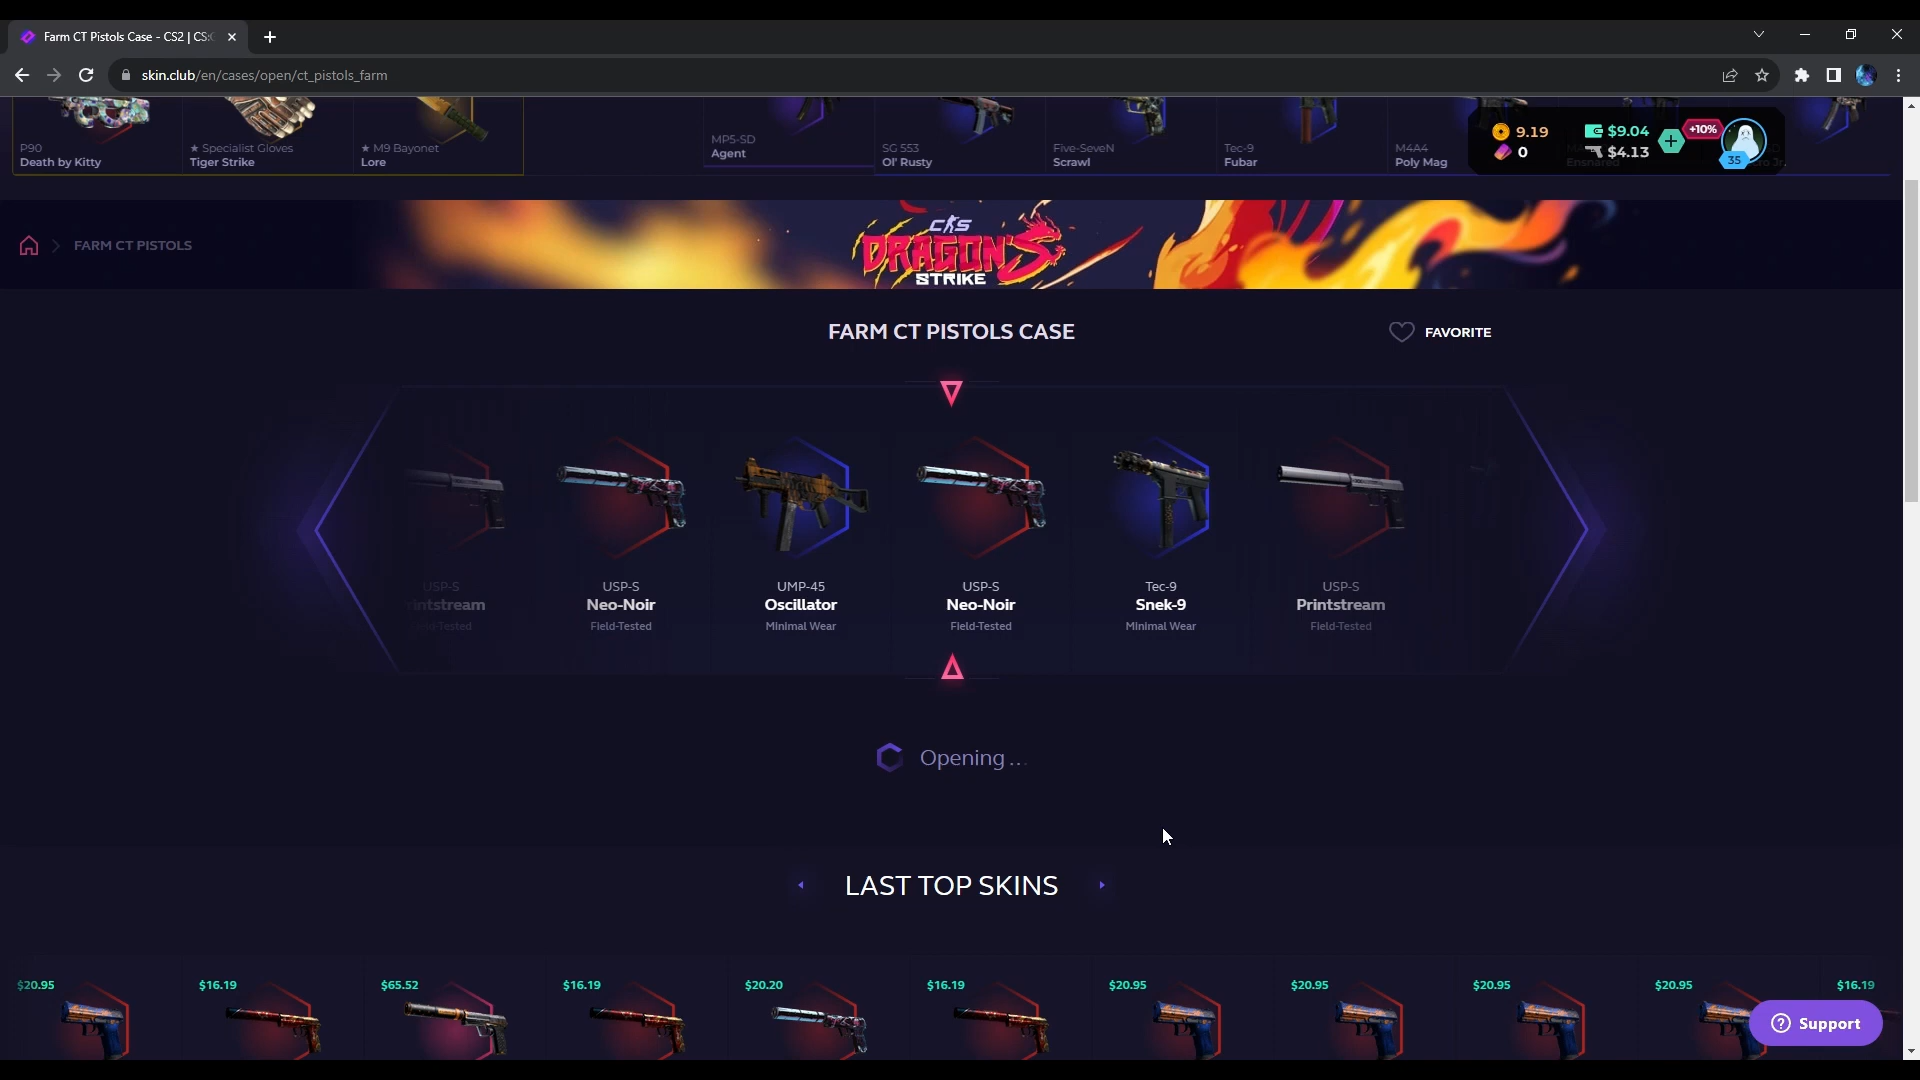 Farm CT Pistols Case - CS2 | CS:
skin.club/en/cases/open/ct_pistols_farm
P90
Death by Kitty
★ Specialist Gloves
Tiger Strike
★ M9 Bayonet
Lore
MP5-SD
Agent
SG 553
Ol' Rusty
Five-SeveN
Scrawl
Tec-9
Fubar
M4A4
Poly Mag
Ensnared
Jr.
9.19
0
$9.04
$4.13
+10%
35
FARM CT PISTOLS
CS
DRAGON'S
STRIKE
FARM CT PISTOLS CASE
FAVORITE
USP-S
intstream
USP-S
Neo-Noir
Field-Tested
UMP-45
Oscillator
Minimal Wear
USP-S
Neo-Noir
Field-Tested
Tec-9
Snek-9
Minimal Wear
USP-S
Printstream
Field-Tested
Opening ...
LAST TOP SKINS
$20.95
$16.19
$65.52
$16.19
$20.20
$16.19
$20.95
$20.95
$20.95
$20.95
$16.19
Support